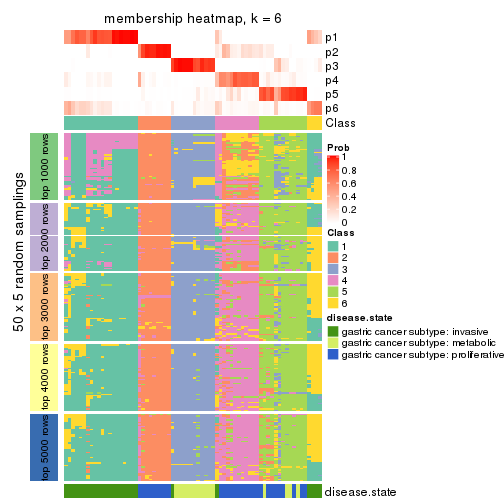 membership heatmap, k = 6
p1
p2
p3
p4
p5
p6
Class
50 x 5 random samplings
top 1000 rows
top 2000 rows
top 3000 rows
top 4000 rows
top 5000 rows
Prob
1
0.8
0.6
0.4
0.2
0
Class
1
2
3
4
5
6
disease.state
gastric cancer subtype: invasive
gastric cancer subtype: metabolic
gastric cancer subtype: proliferative
disease.state